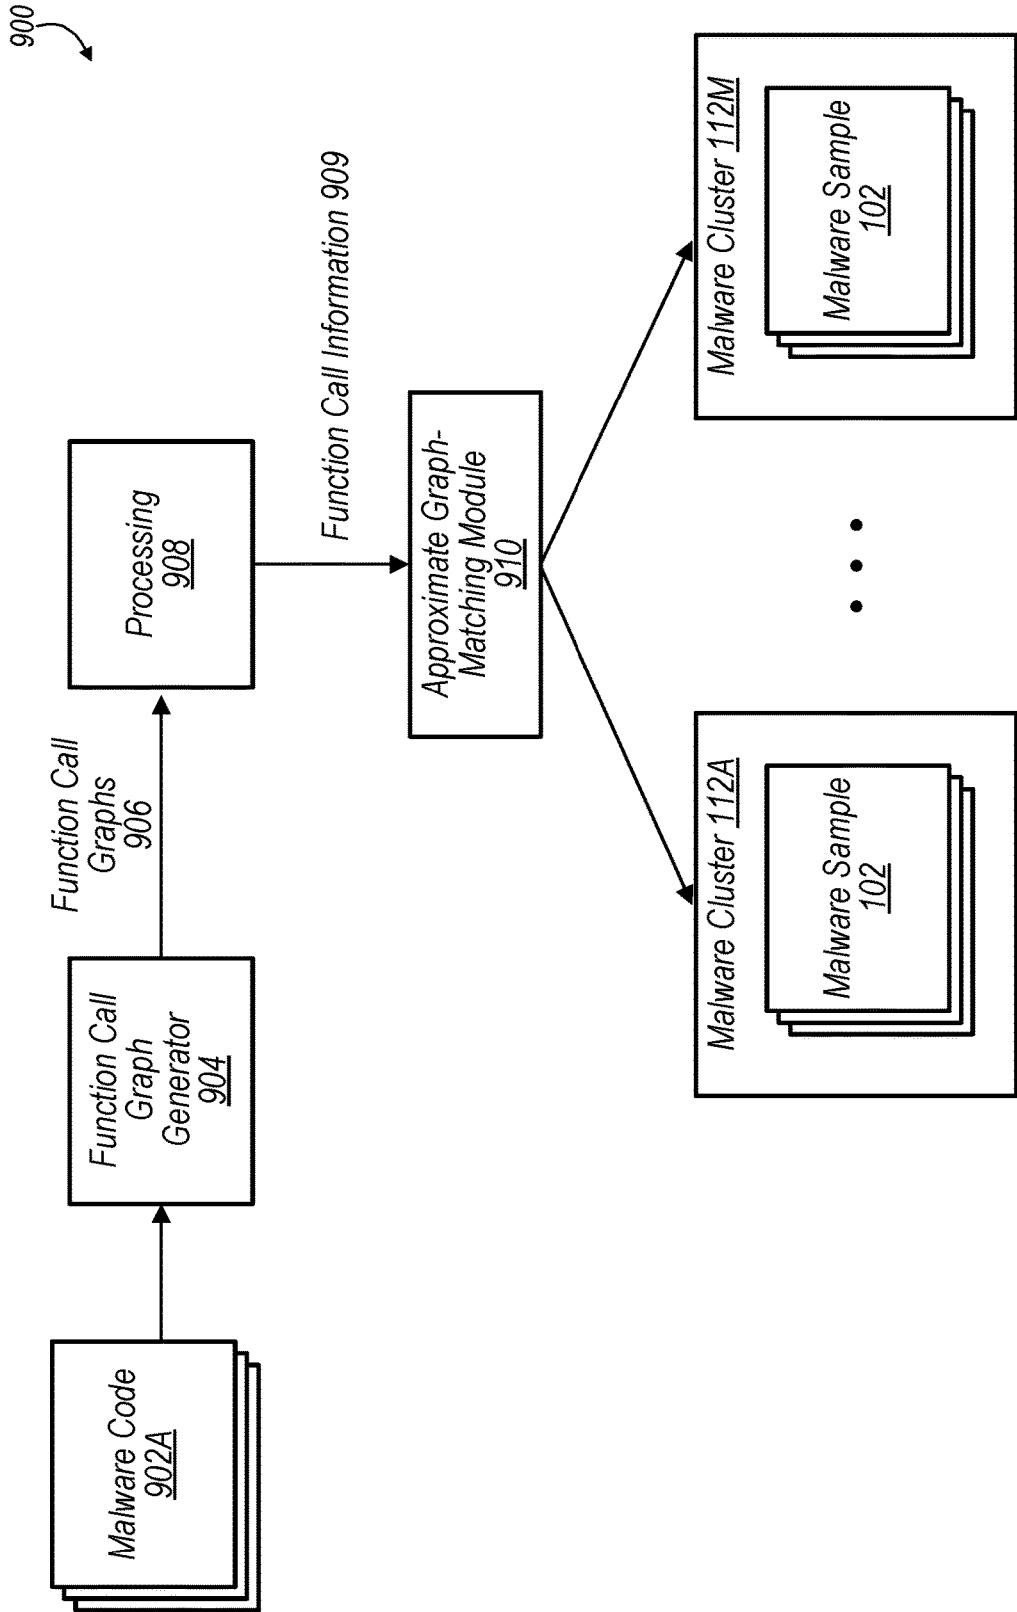 900
Malware Code
902A
Function Call
Graph
Generator
904
Function Call
Graphs
906
Processing
908
Function Call Information 909
Approximate Graph-
Matching Module
910
Malware Cluster 112A
Malware Sample
102
Malware Cluster 112M
Malware Sample
102